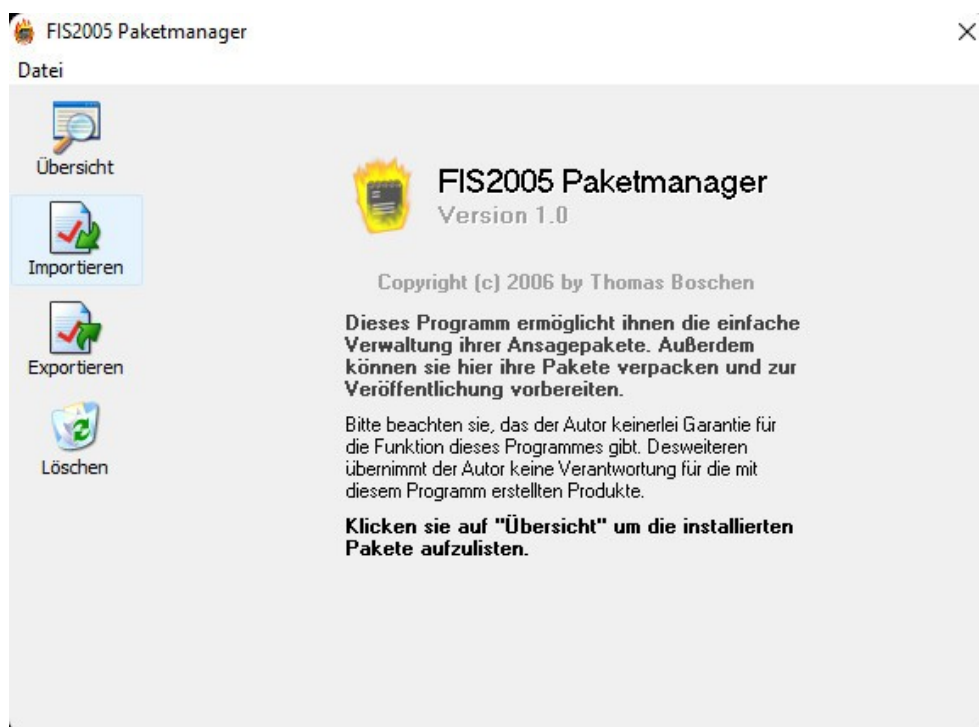 FIS2005 Paketmanager
Datei
Übersicht
Importieren
Exportieren
Löschen
FIS2005 Paketmanager
Version 1.0
Copyright (c) 2006 by Thomas Boschen
Dieses Programm ermöglicht ihnen die einfache
Verwaltung ihrer Ansagepakete. Außerdem
können sie hier ihre Pakete verpacken und zur
Veröffentlichung vorbereiten.
Bitte beachten sie, das der Autor keinerlei Garantie für
die Funktion dieses Programmes gibt. Desweiteren
übernimmt der Autor keine Verantwortung für die mit
diesem Programm erstellten Produkte.
Klicken sie auf "Übersicht" um die installierten
Pakete aufzulisten.